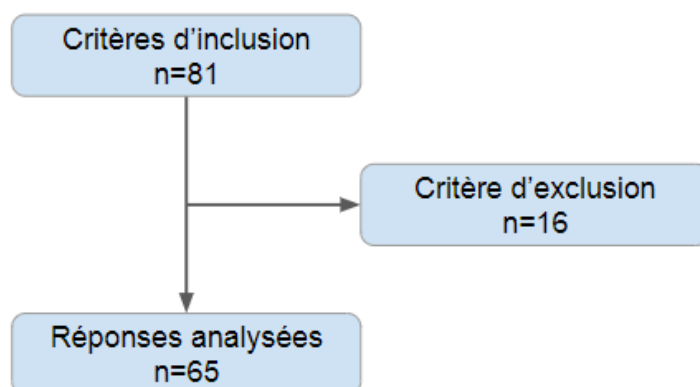 Critères d'inclusion
n=81
Critère d'exclusion
n=16
Réponses analysées
n=65